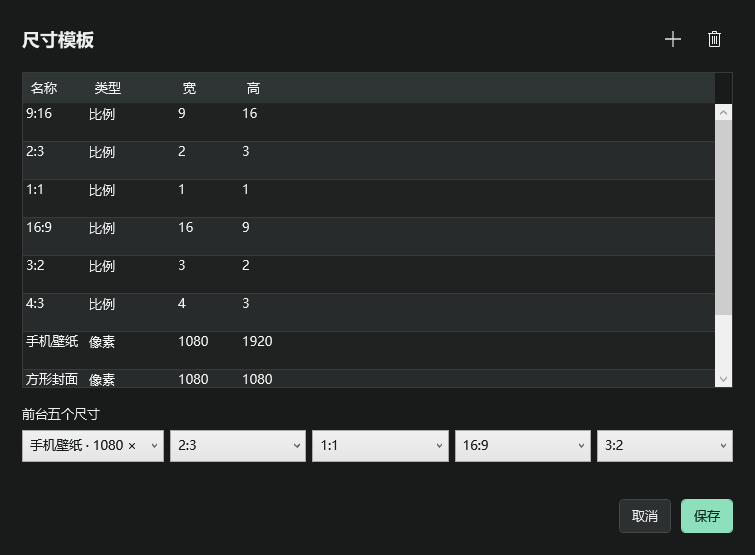 尺寸模板
名称 类型 宽 高
9:16 比例 9 16
2:3 比例 2 3
1:1 比例 1 1
16:9 比例 16 9
3:2 比例 3 2
4:3 比例 4 3
手机壁纸 像素 1080 1920
方形封面 像素 1080 1080
前台五个尺寸
手机壁纸 · 1080 × 2:3 1:1 16:9 3:2
取消 保存